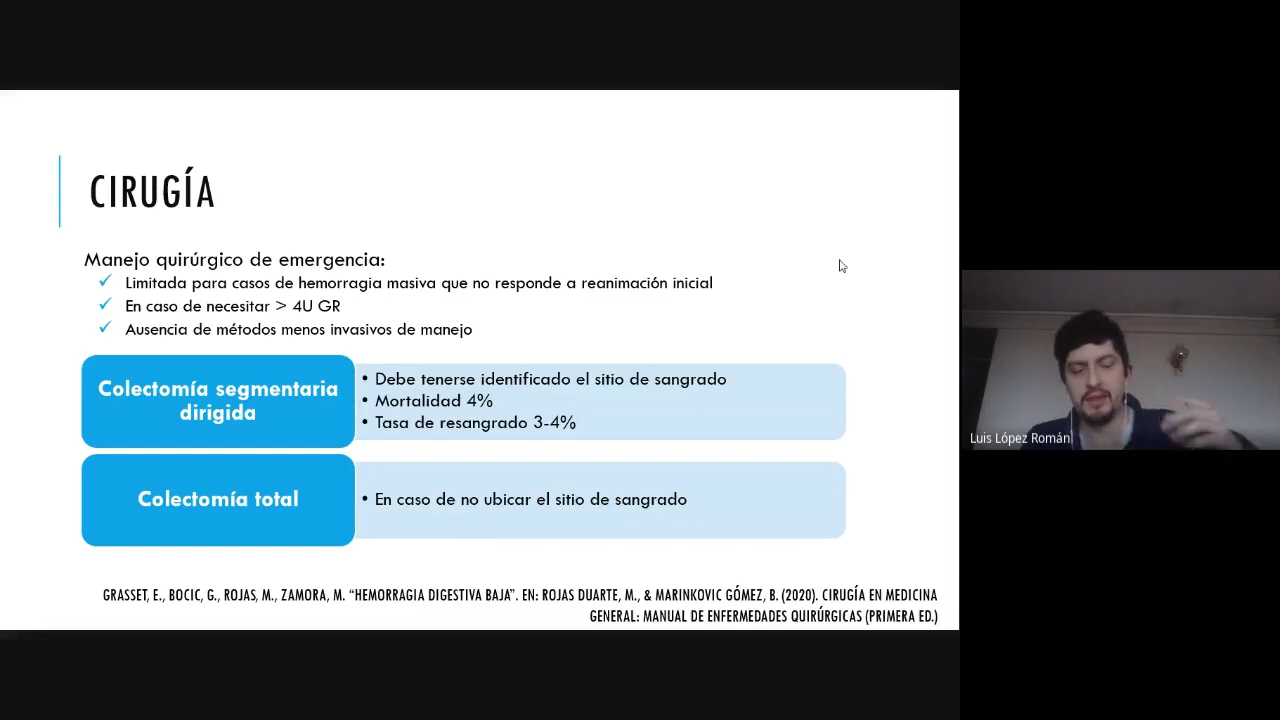 CIRUGÍA
Manejo quirúrgico de emergencia:
✓ Limitada para casos de hemorragia masiva que no responde a reanimación inicial
✓ En caso de necesitar > 4U GR
✓ Ausencia de métodos menos invasivos de manejo
Colectomía segmentaria
dirigida
• Debe tenerse identificado el sitio de sangrado
• Mortalidad 4%
• Tasa de resangrado 3-4%
Colectomía total
• En caso de no ubicar el sitio de sangrado
GRASSET, E., BOCIC, G., ROJAS, M., ZAMORA, M. “HEMORRAGIA DIGESTIVA BAJA”. EN: ROJAS DUARTE, M., & MARINKOVIC GÓMEZ, B. (2020). CIRUGÍA EN MEDICINA
GENERAL: MANUAL DE ENFERMEDADES QUIRÚRGICAS (PRIMERA ED.)
Luis López Román